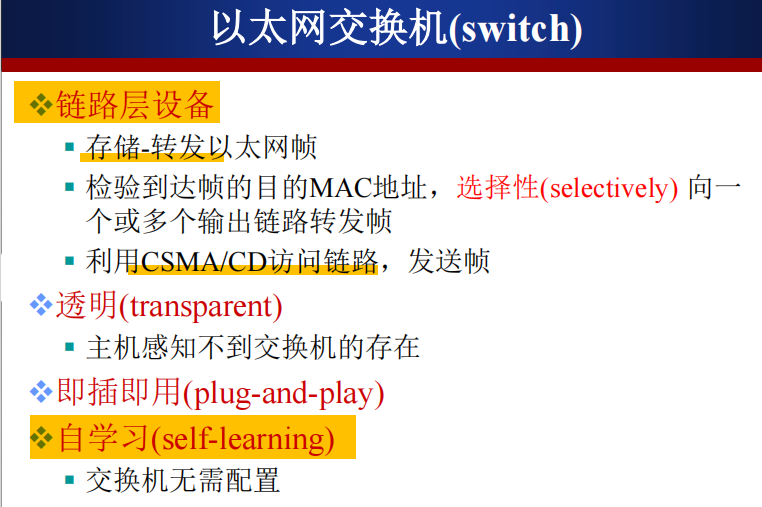 以太网交换机(switch)
链路层设备
存储-转发以太网帧
检验到达帧的目的MAC地址，选择性(selectively) 向一
个或多个输出链路转发帧
利用CSMA/CD访问链路，发送帧
透明(transparent)
主机感知不到交换机的存在
即插即用(plug-and-play)
自学习(self-learning)
交换机无需配置